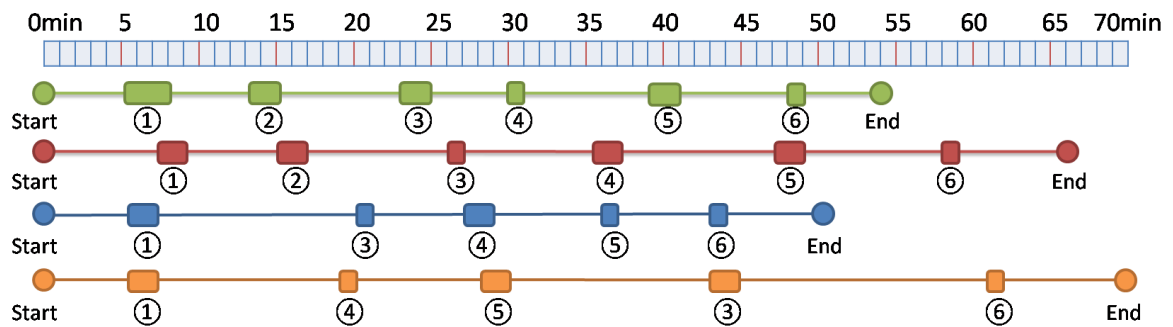 0min 5 10 15 20 25 30 35 40 45 50 55 60 65 70min
① ② ③ ④ ⑤ ⑥
Start End
① ② ③ ④ ⑤ ⑥
Start End
① ③ ④ ⑤ ⑥
Start End
① ④ ⑤ ③ ⑥
Start End